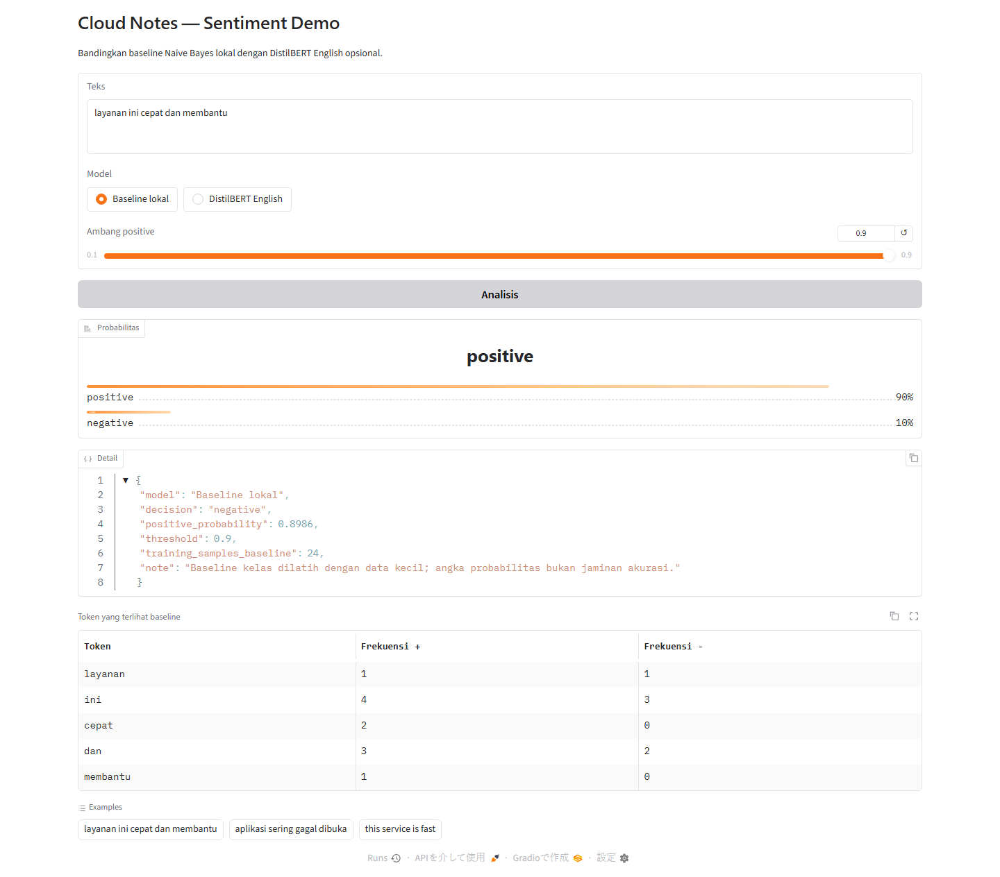 Cloud Notes — Sentiment Demo
Bandingkan baseline Naive Bayes lokal dengan DistilBERT English opsional.
Teks
layanan ini cepat dan membantu
Model
Baseline lokal
DistilBERT English
Ambang positive
0.9
↺
0.1
0.9
Analisis
Probabilitas
positive
positive 90%
negative 10%
Detail
1 ▼ {
2 "model": "Baseline lokal",
3 "decision": "negative",
4 "positive_probability": 0.8986,
5 "threshold": 0.9,
6 "training_samples_baseline": 24,
7 "note": "Baseline kelas dilatih dengan data kecil; angka probabilitas bukan jaminan akurasi."
8 }
Token yang terlihat baseline
Token Frekuensi + Frekuensi -
layanan 1 1
ini 4 3
cepat 2 0
dan 3 2
membantu 1 0
Examples
layanan ini cepat dan membantu
aplikasi sering gagal dibuka
this service is fast
Runs · APIを介して使用 · Gradioで作成 · 設定